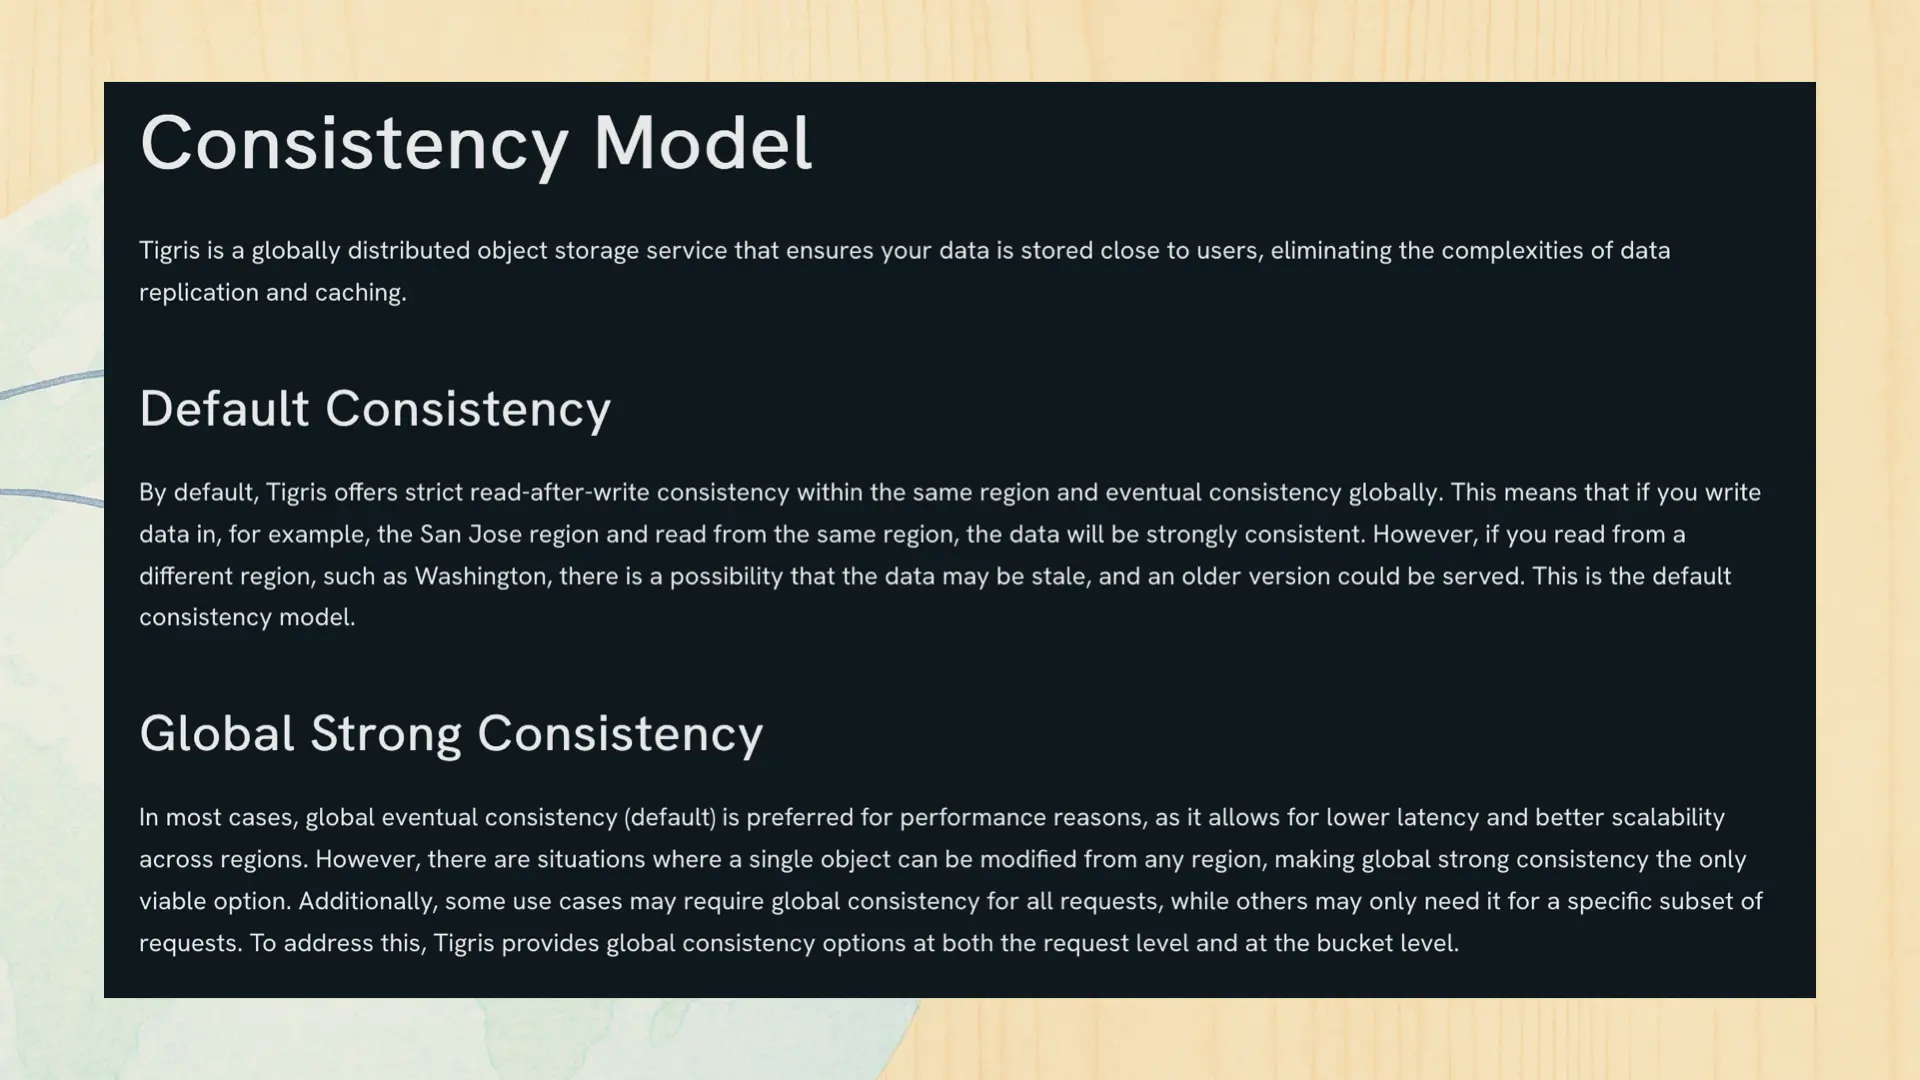 Consistency Model
Tigris is a globally distributed object storage service that ensures your data is stored close to users, eliminating the complexities of data
replication and caching.
Default Consistency
By default, Tigris offers strict read-after-write consistency within the same region and eventual consistency globally. This means that if you write
data in, for example, the San Jose region and read from the same region, the data will be strongly consistent. However, if you read from a
different region, such as Washington, there is a possibility that the data may be stale, and an older version could be served. This is the default
consistency model.
Global Strong Consistency
In most cases, global eventual consistency (default) is preferred for performance reasons, as it allows for lower latency and better scalability
across regions. However, there are situations where a single object can be modified from any region, making global strong consistency the only
viable option. Additionally, some use cases may require global consistency for all requests, while others may only need it for a specific subset of
requests. To address this, Tigris provides global consistency options at both the request level and at the bucket level.